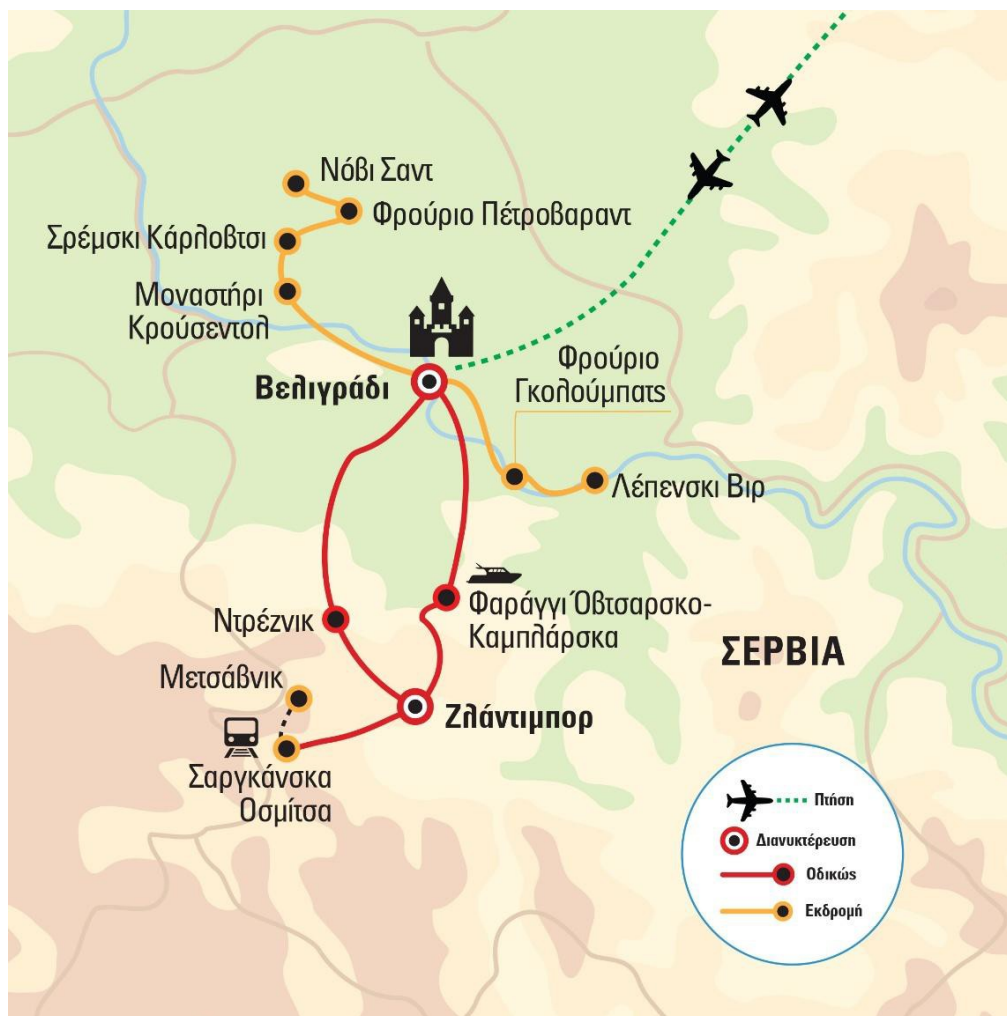 Νόβι Σαντ
Φρούριο Πέτροβαραντ
Σρέμσκι Κάρλοβτσι
Μοναστήρι
Κρούσεντολ
Βελιγράδι
Φρούριο
Γκολούμπατς
Λέπενσκι Βιρ
Ντρέζνικ
Φαράγγι Όβτσαρσκο-
Καμπλάρσκα
ΣΕΡΒΙΑ
Μετσάβνικ
Ζλάντιμπορ
Σαργκάνσκα
Οσμίτσα
Πτήση
Διανυκτέρευση
Οδικώς
Εκδρομή